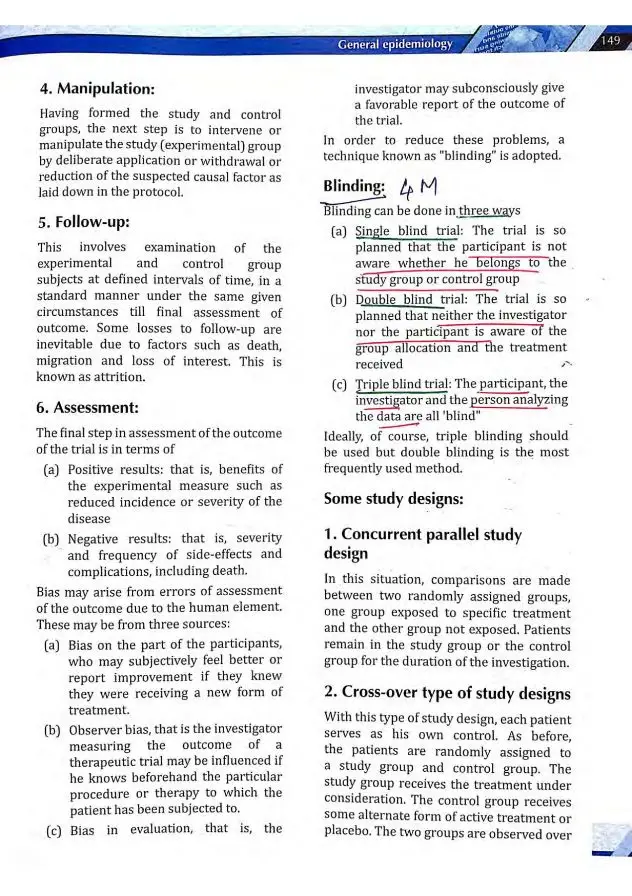 General epidemiology
149
4. Manipulation:
Having formed the study and control
groups, the next step is to intervene or
manipulate the study (experimental) group
by deliberate application or withdrawal or
reduction of the suspected causal factor as
laid down in the protocol.
5. Follow-up:
This involves examination of the
experimental and control group
subjects at defined intervals of time, in a
standard manner under the same given
circumstances till final assessment of
outcome. Some losses to follow-up are
inevitable due to factors such as death,
migration and loss of interest. This is
known as attrition.
6. Assessment:
The final step in assessment of the outcome
of the trial is in terms of
(a) Positive results: that is, benefits of
the experimental measure such as
reduced incidence or severity of the
disease
(b) Negative results: that is, severity
and frequency of side-effects and
complications, including death.
Bias may arise from errors of assessment
of the outcome due to the human element.
These may be from three sources:
(a) Bias on the part of the participants,
who may subjectively feel better or
report improvement if they knew
they were receiving a new form of
treatment.
(b) Observer bias, that is the investigator
measuring the outcome of a
therapeutic trial may be influenced if
he knows beforehand the particular
procedure or therapy to which the
patient has been subjected to.
(c) Bias in evaluation, that is, the
investigator may subconsciously give
a favorable report of the outcome of
the trial.
In order to reduce these problems, a
technique known as "blinding" is adopted.
Blinding: 4M
Blinding can be done in three ways
(a) Single blind trial: The trial is so
planned that the participant is not
aware whether he belongs to the
study group or control group
(b) Double blind trial: The trial is so
planned that neither the investigator
nor the participant is aware of the
group allocation and the treatment
received
(c) Triple blind trial: The participant, the
investigator and the person analyzing
the data are all 'blind"
Ideally, of course, triple blinding should
be used but double blinding is the most
frequently used method.
Some study designs:
1. Concurrent parallel study
design
In this situation, comparisons are made
between two randomly assigned groups,
one group exposed to specific treatment
and the other group not exposed. Patients
remain in the study group or the control
group for the duration of the investigation.
2. Cross-over type of study designs
With this type of study design, each patient
serves as his own control. As before,
the patients are randomly assigned to
a study group and control group. The
study group receives the treatment under
consideration. The control group receives
some alternate form of active treatment or
placebo. The two groups are observed over